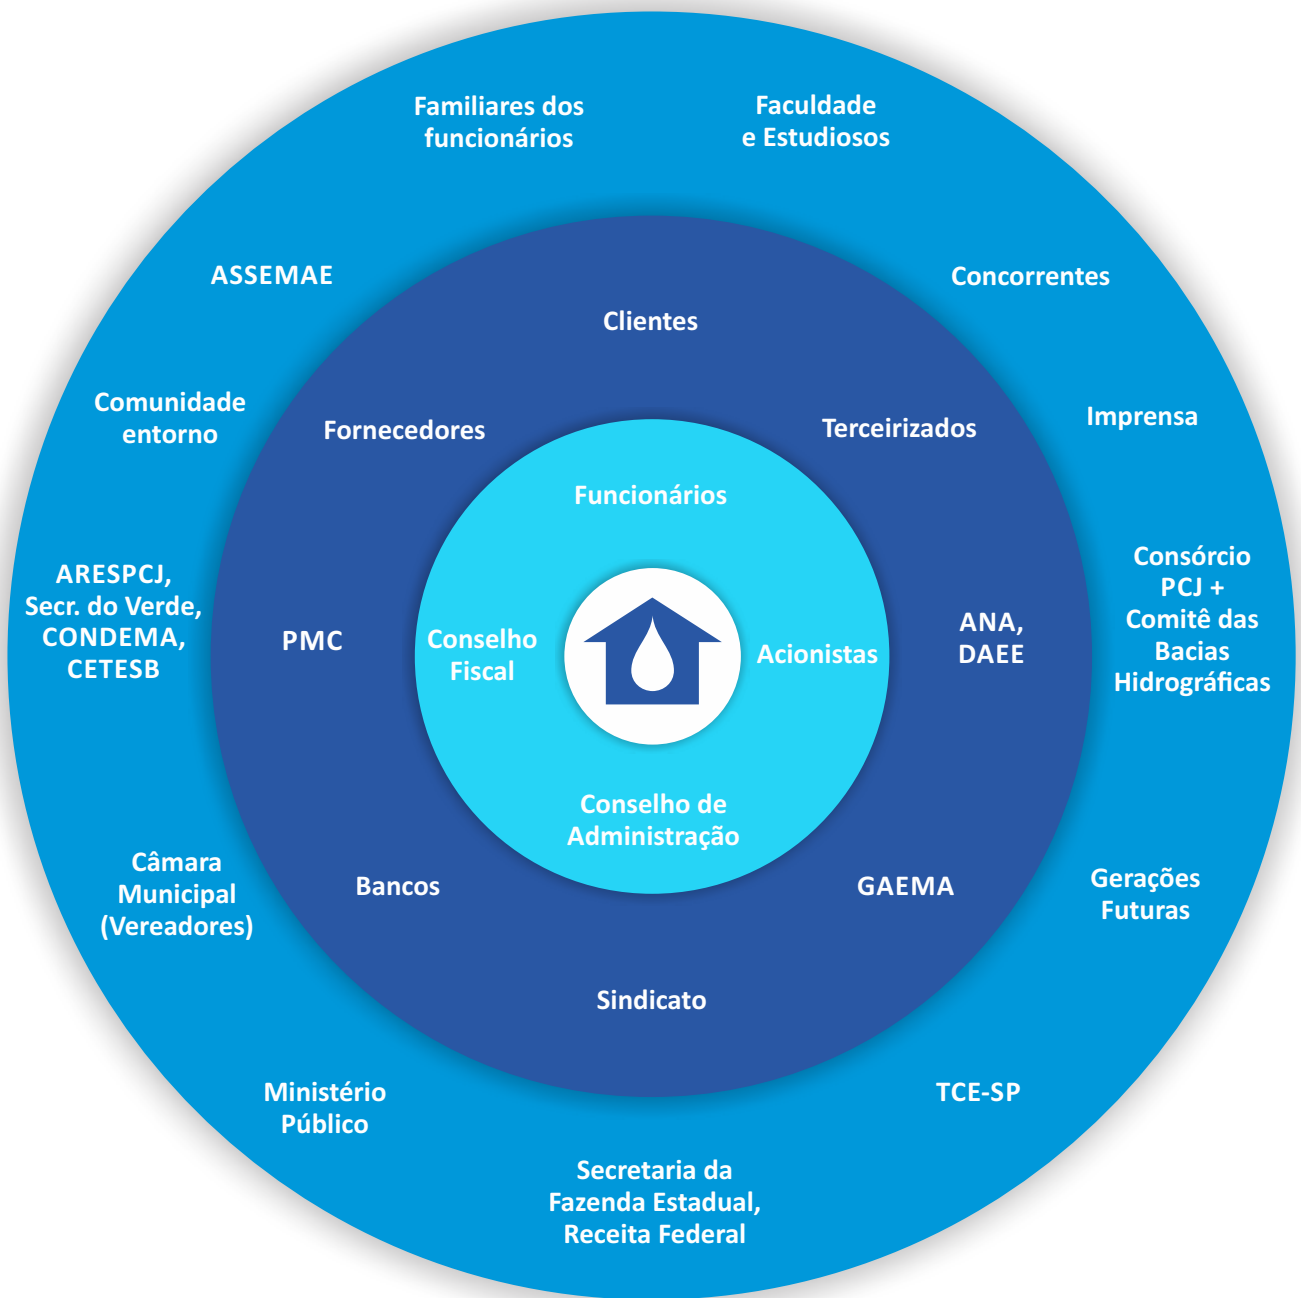 Familiares dos
funcionários
Faculdade
e Estudiosos
ASSEMAE
Concorrentes
Clientes
Comunidade
entorno
Fornecedores
Terceirizados
Imprensa
Funcionários
ARESPCJ,
Secr. do Verde,
CONDEMA,
CETESB
PMC
Conselho
Fiscal
Acionistas
ANA,
DAEE
Consórcio
PCJ +
Comitê das
Bacias
Hidrográficas
Conselho de
Administração
Câmara
Municipal
(Vereadores)
Bancos
GAEMA
Gerações
Futuras
Sindicato
Ministério
Público
TCE-SP
Secretaria da
Fazenda Estadual,
Receita Federal